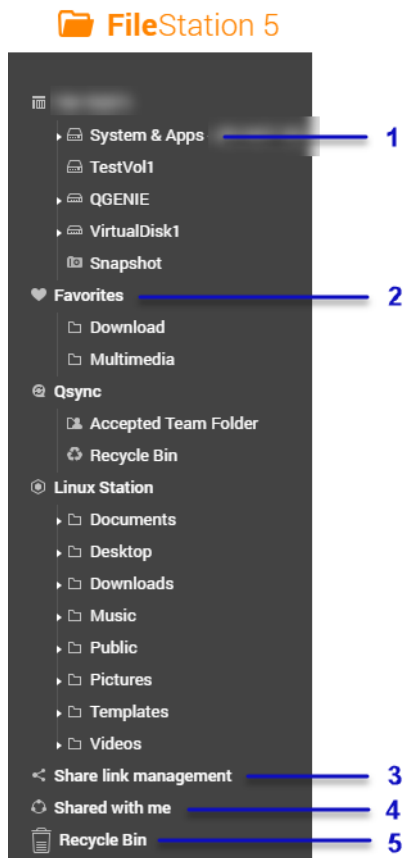 FileStation 5
System & Apps 1
TestVol1
QGENIE
VirtualDisk1
Snapshot
Favorites 2
Download
Multimedia
Qsync
Accepted Team Folder
Recycle Bin
Linux Station
Documents
Desktop
Downloads
Music
Public
Pictures
Templates
Videos
Share link management 3
Shared with me 4
Recycle Bin 5